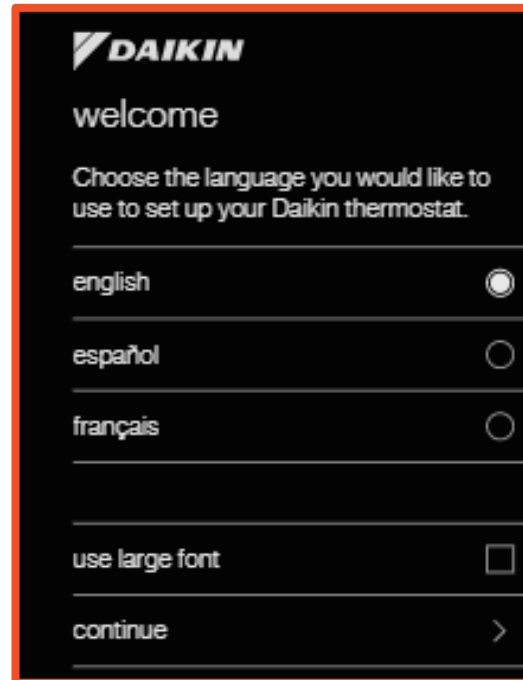 DAIKIN
welcome
Choose the language you would like to
use to set up your Daikin thermostat.
english
español
français
use large font
continue